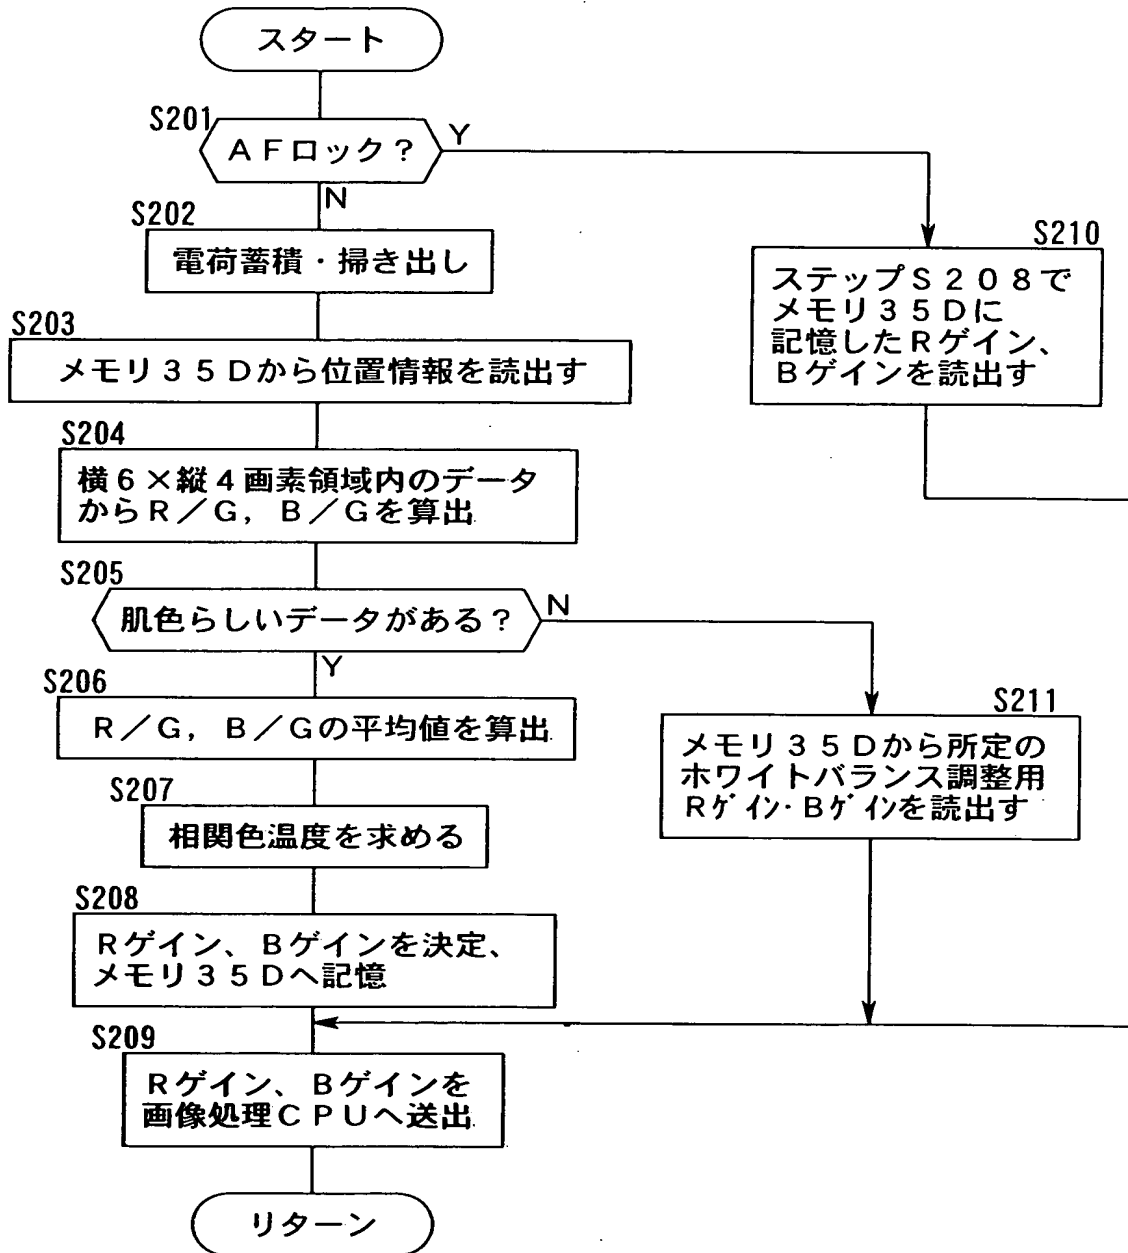 スタート
S201
AFロック?
Y
N
S202
電荷蓄積・掃き出し
S203
メモリ35Dから位置情報を読出す
S204
横6×縦4画素領域内のデータ
からR/G, B/Gを算出
S205
肌色らしいデータがある?
N
Y
S206
R/G, B/Gの平均値を算出
S207
相関色温度を求める
S208
Rゲイン、Bゲインを決定、
メモリ35Dへ記憶
S209
Rゲイン、Bゲインを
画像処理CPUへ送出
リターン
S210
ステップS208で
メモリ35Dに
記憶したRゲイン、
Bゲインを読出す
S211
メモリ35Dから所定の
ホワイトバランス調整用
Rゲイン・Bゲインを読出す